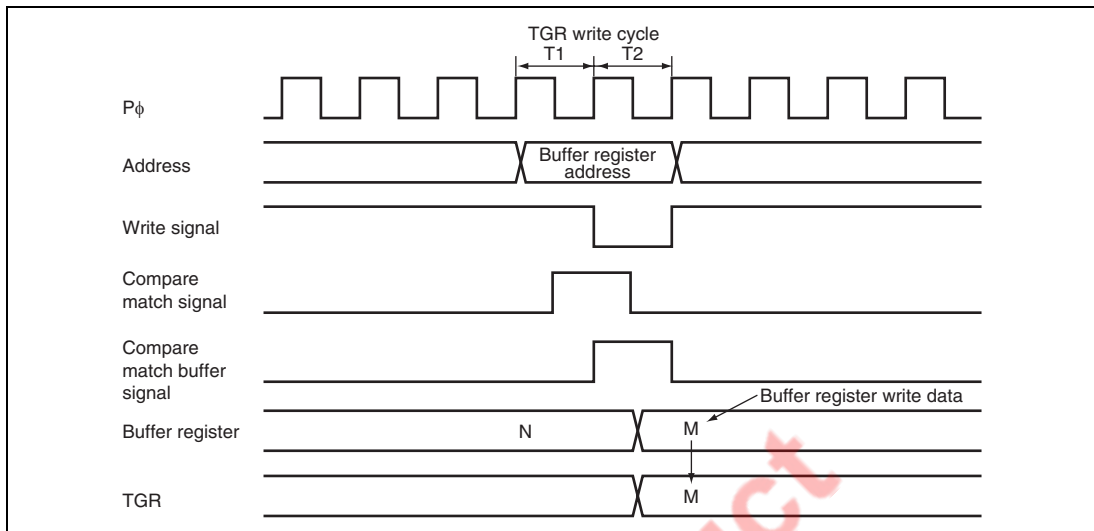 TGR write cycle
T1 T2
Pϕ
Address
Buffer register
address
Write signal
Compare
match signal
Compare
match buffer
signal
Buffer register write data
Buffer register
N
M
TGR
M